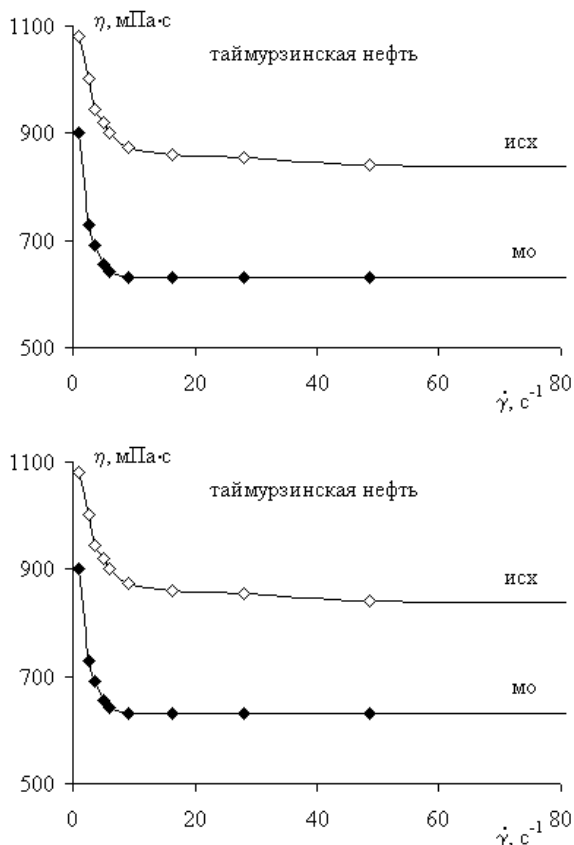 1100
η, мПа·с
таймурзинская нефть
900
исх
700
мо
500
0 20 40 60 80
γ̇, с⁻¹
1100
η, мПа·с
таймурзинская нефть
900
исх
700
мо
500
0 20 40 60 80
γ̇, с⁻¹